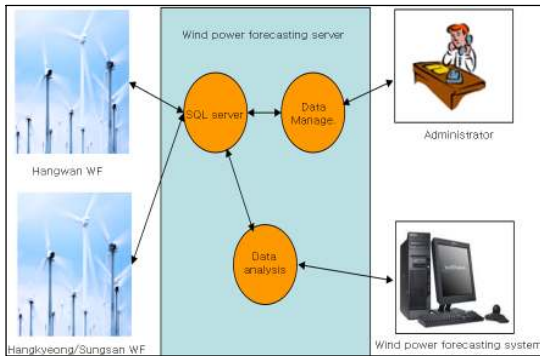 Wind power forecasting server
SQL server
Data
Manage.
Administrator
Hangwan WF
Data
analysis
Hangkyeong/Sungsan WF
Wind power forecasting system